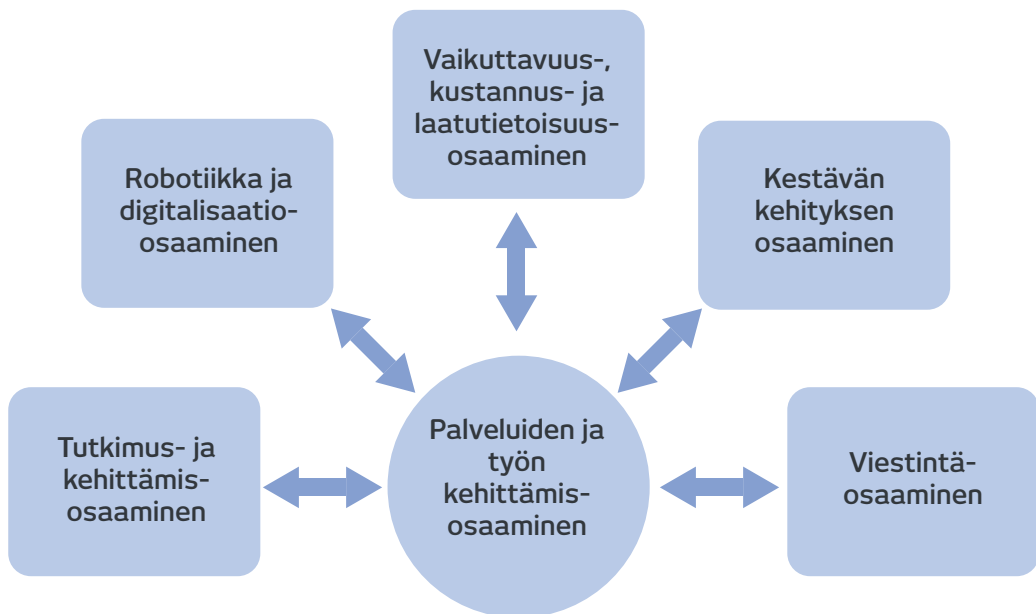 Vaikuttavuus-,
kustannus- ja
laatutietoisuus-
osaaminen
Robotiikka ja
digitalisaatio-
osaaminen
Kestävän
kehityksen
osaaminen
Tutkimus- ja
kehittämis-
osaaminen
Palveluiden ja
työn
kehittämis-
osaaminen
Viestintä-
osaaminen